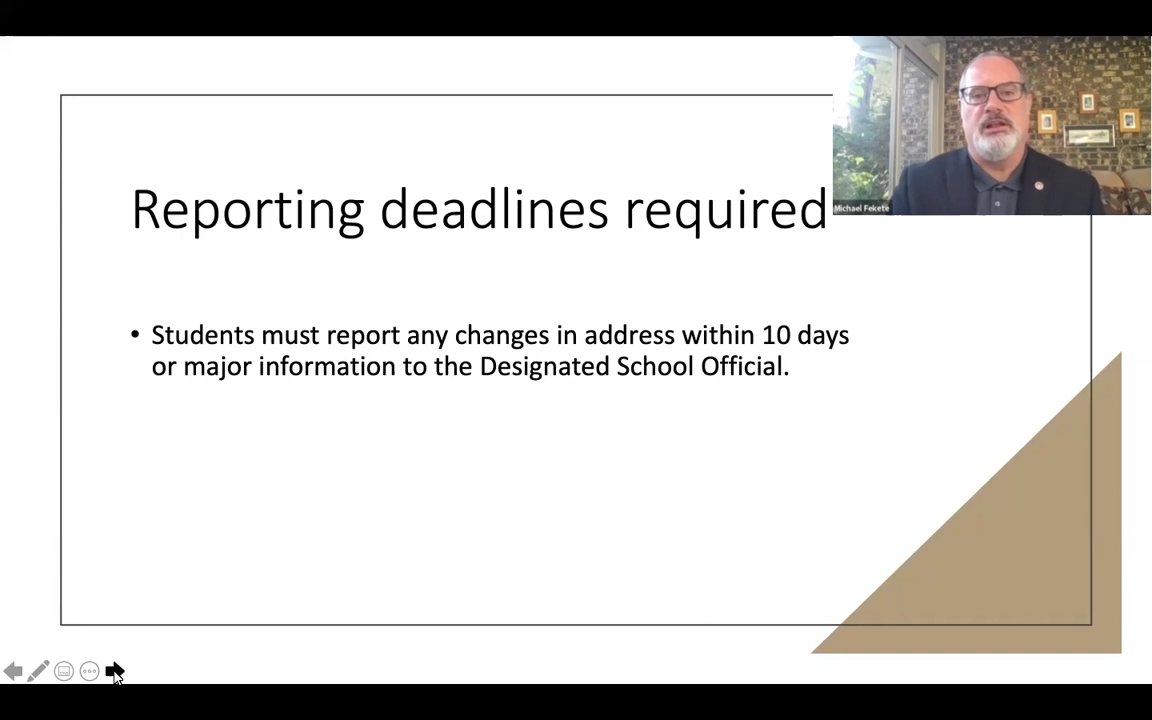 Reporting deadlines required
Michael Fekete
• Students must report any changes in address within 10 days
or major information to the Designated School Official.